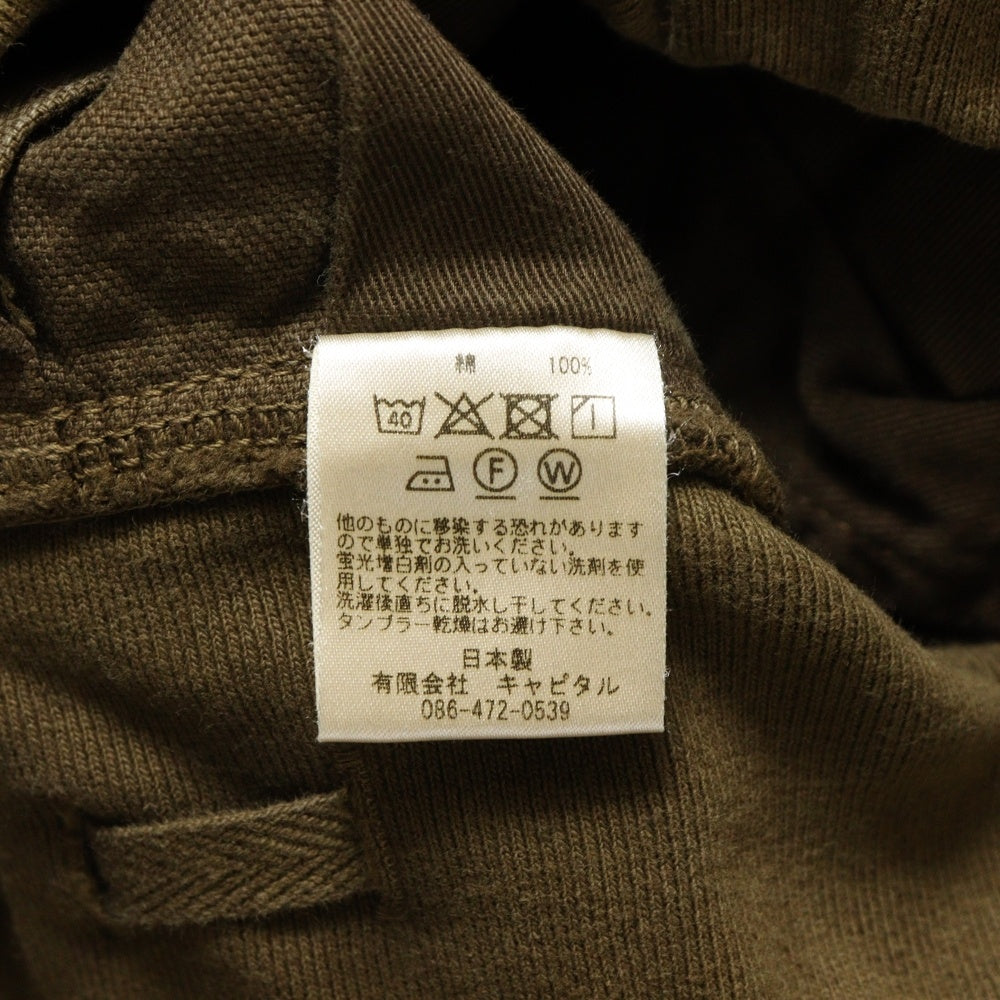 綿 100%
40
F W
他のものに移染する恐れがあります
ので単独でお洗いください。
蛍光増白剤の入っていない洗剤を使
用してください。
洗濯後直ちに脱水し干してください。
タンブラー乾燥はお避け下さい。
日本製
有限会社 キャピタル
086-472-0539